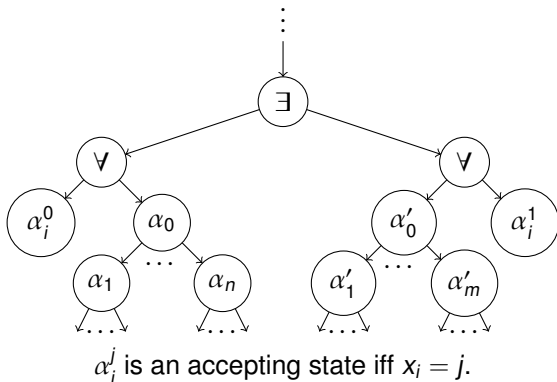 ⋮
∃
∀ ∀
α_i^0 α_0 α'_0 α_i^1
... ...
α_1 α_n α'_1 α'_m
... ... ... ...
α_i^j is an accepting state iff x_i = j.